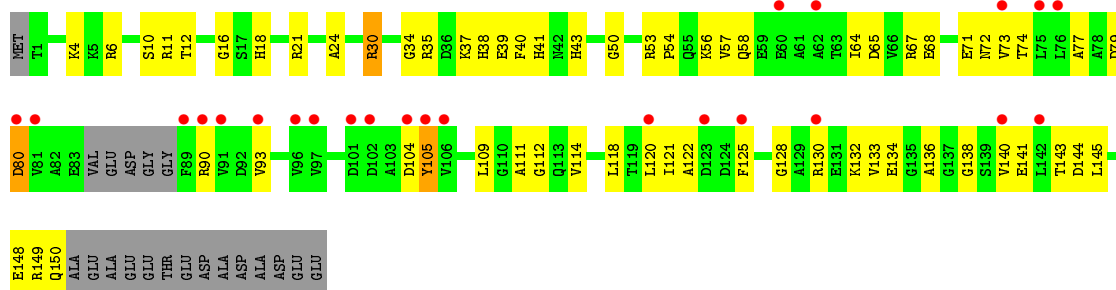 MET T1 K4 K5 R6 S10 R11 T12 G16 S17 H18 R21 A24 R30 G34 R35 D36 K37 H38 E39 F40 H41 N42 H43 G50 R53 P54 Q55 K56 V57 Q58 E59 E60 A61 A62 T63 I64 D65 V66 R67 E68 E71 N72 V73 T74 L75 L76 A77 A78
D80 V81 A82 E83 VAL GLU ASP GLY GLY F89 R90 V91 D92 V93 V96 V97 D101 D102 A103 D104 Y105 V106 L109 G110 A111 G112 Q113 V114 L118 T119 L120 I121 A122 D123 D124 F125 G128 A129 R130 E131 K132 V133 E134 G135 A136 G137 G138 S139 V140 E141 L142 T143 D144 L145
E148 R149 Q150 ALA GLU ALA GLU GLU THR GLU ASP ALA ASP ALA ASP GLU GLU